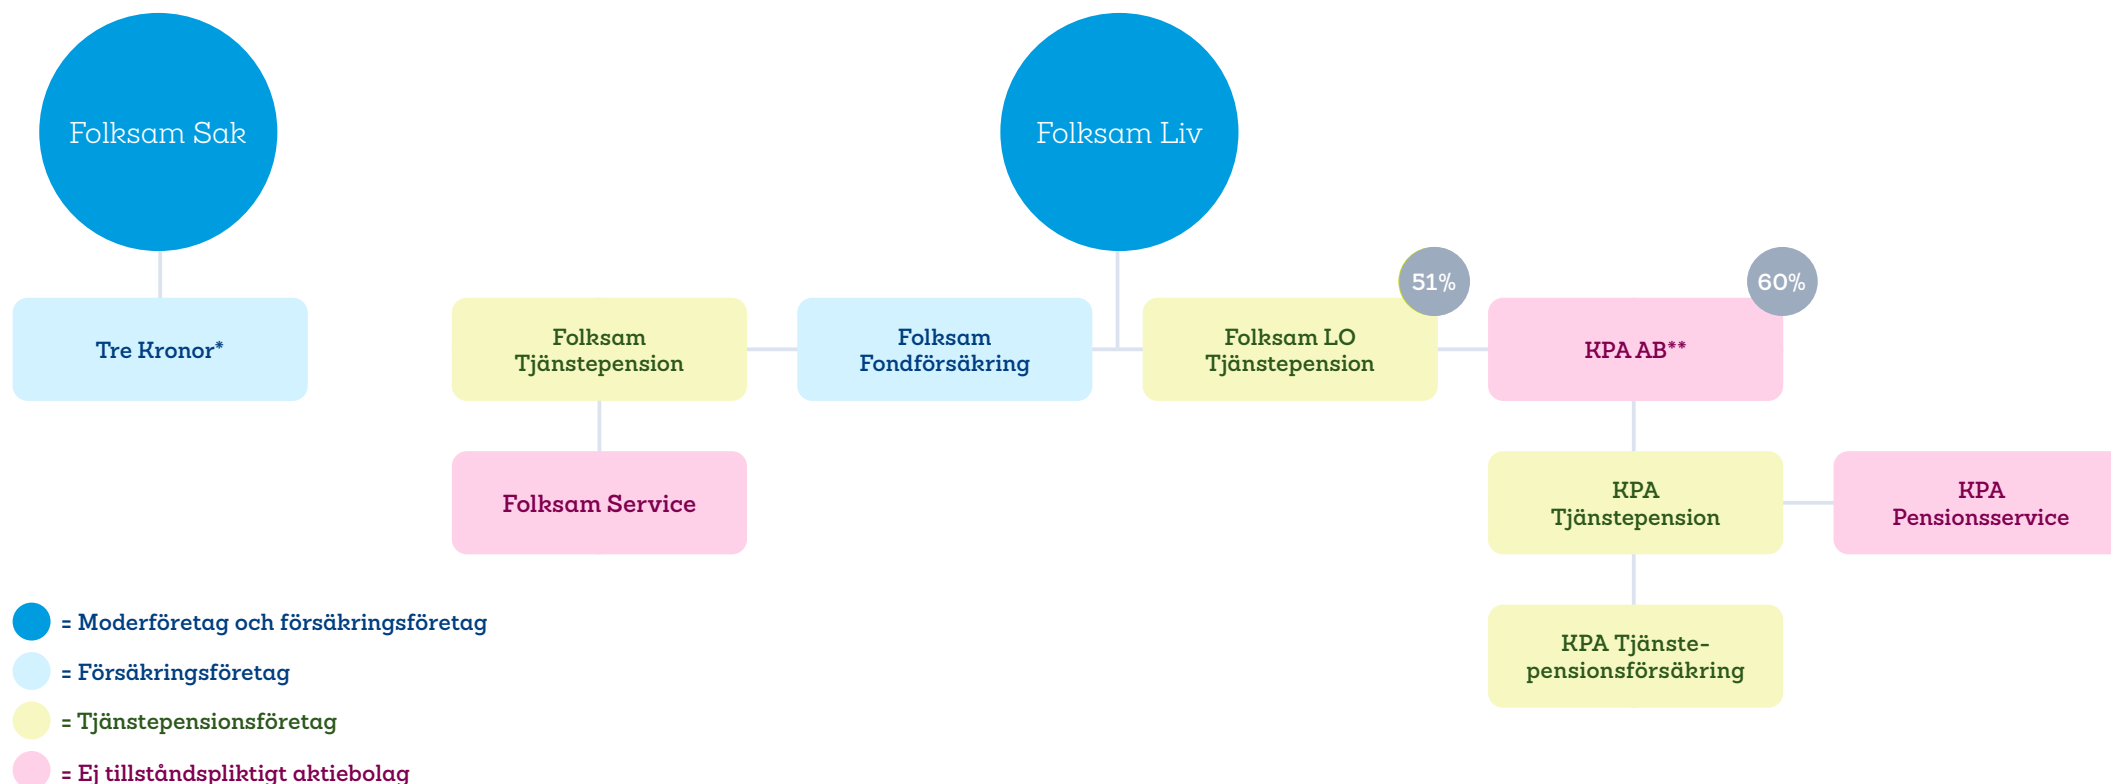 Folksam Sak
Folksam Liv
51%
60%
Tre Kronor*
Folksam
Tjänstepension
Folksam
Fondförsäkring
Folksam LO
Tjänstepension
KPA AB**
Folksam Service
KPA
Tjänstepension
KPA
Pensionsservice
KPA Tjänste-
pensionsförsäkring
= Moderföretag och försäkringsföretag
= Försäkringsföretag
= Tjänstepensionsföretag
= Ej tillståndspliktigt aktiebolag